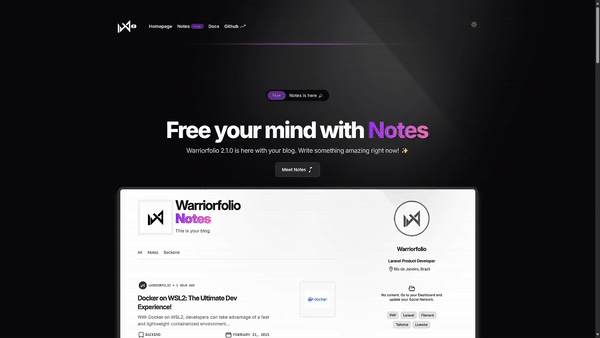 Homepage Notes New Docs Github
New Notes is here
Free your mind with Notes
Warriorfolio 2.1.0 is here with your blog. Write something amazing right now! ✨
Meet Notes
Warriorfolio
Notes
This is your blog
All Notes Backend
WARRIORFOLIO •
Docker on WSL2: The Ultimate Dev
Experience!
With Docker on WSL2, developers can take advantage of a fast
and lightweight containerized environment...
BACKEND FEBRUARY 21, 2025
docker
Warriorfolio
Laravel Product Developer
Rio de Janeiro, Brazil
No content. Go to your Dashboard and
update your Social Network.
PHP Laravel Filament
Tailwind Livewire